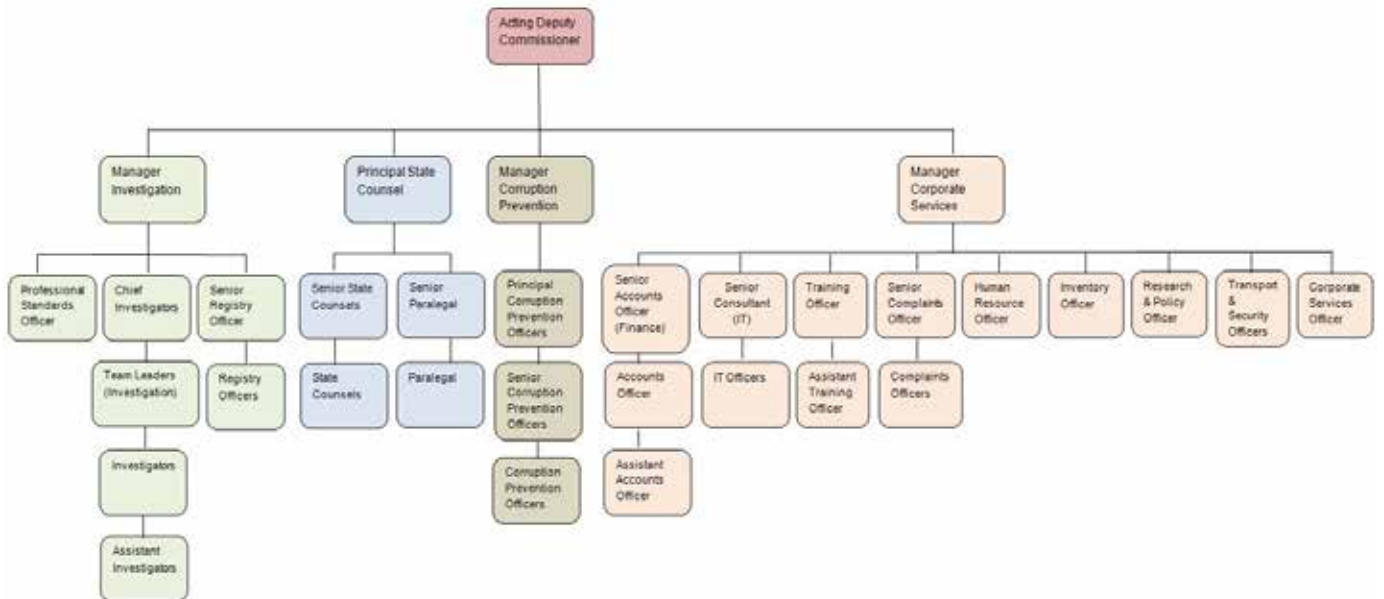 Acting Deputy
Commissioner
Manager
Investigation
Principal State
Counsel
Manager
Corruption
Prevention
Manager
Corporate
Services
Professional
Standards
Officer
Chief
Investigators
Senior
Registry
Officer
Senior State
Counsels
Senior
Paralegal
Principal
Corruption
Prevention
Officers
Senior
Accounts
Officer
(Finance)
Senior
Consultant
(IT)
Training
Officer
Senior
Complaints
Officer
Human
Resource
Officer
Inventory
Officer
Research
& Policy
Officer
Transport
&
Security
Officers
Corporate
Services
Officer
Team Leaders
(Investigation)
Registry
Officers
State
Counsels
Paralegal
Senior
Corruption
Prevention
Officers
Accounts
Officer
IT Officers
Assistant
Training
Officer
Complaints
Officers
Investigators
Corruption
Prevention
Officers
Assistant
Accounts
Officer
Assistant
Investigators